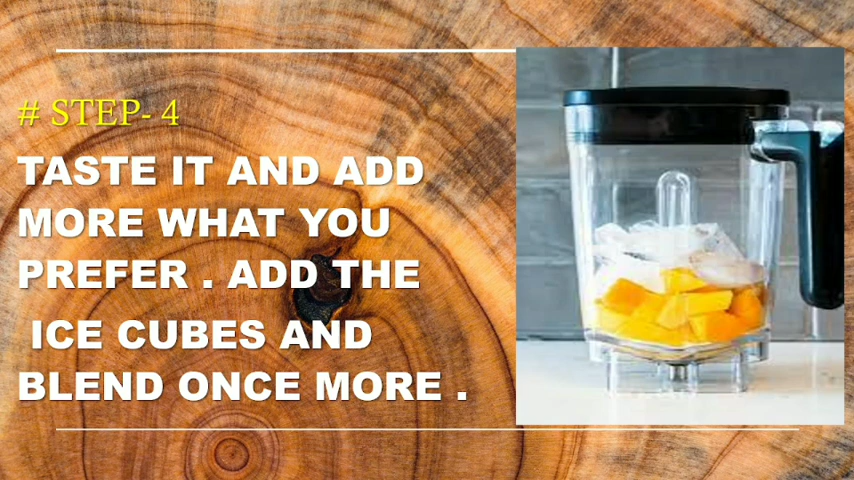 # STEP- 4
TASTE IT AND ADD
MORE WHAT YOU
PREFER . ADD THE
ICE CUBES AND
BLEND ONCE MORE .